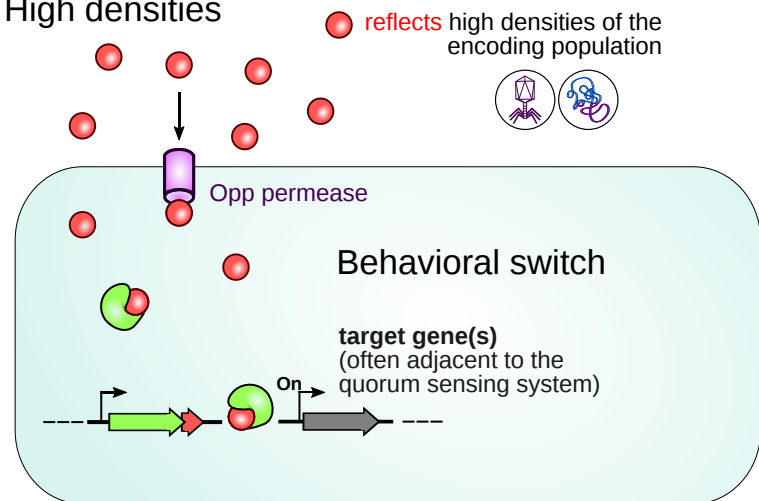 High densities
reflects high densities of the
encoding population
Opp permease
Behavioral switch
target gene(s)
(often adjacent to the
quorum sensing system)
On